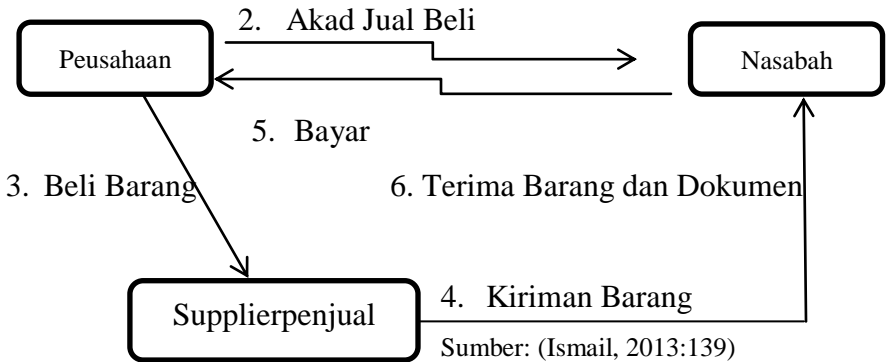 2. Akad Jual Beli
Peusahaan
Nasabah
5. Bayar
3. Beli Barang
6. Terima Barang dan Dokumen
Supplierpenjual
4. Kiriman Barang
Sumber: (Ismail, 2013:139)